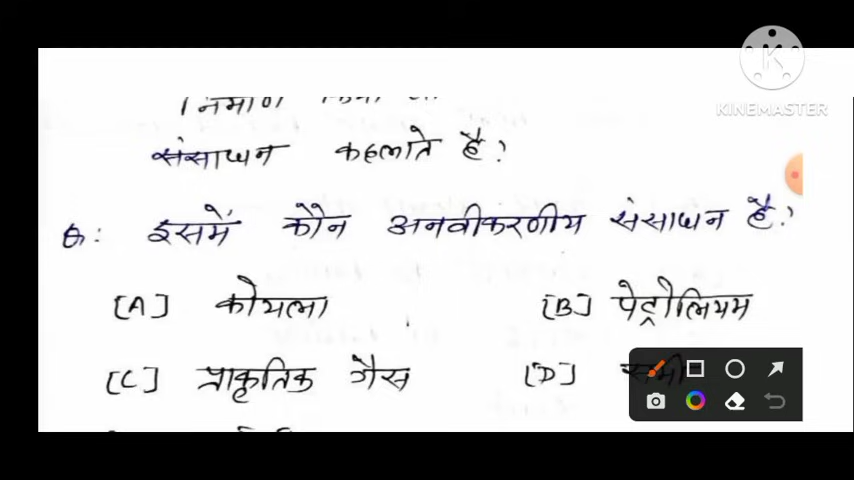 KINEMASTER
निर्माण किया
संसाधन कहलाते है?
Q: इसमें कौन अनवीकरणीय संसाधन है?
[A] कोयला [B] पेट्रोलियम
[C] प्राकृतिक गैस [D]